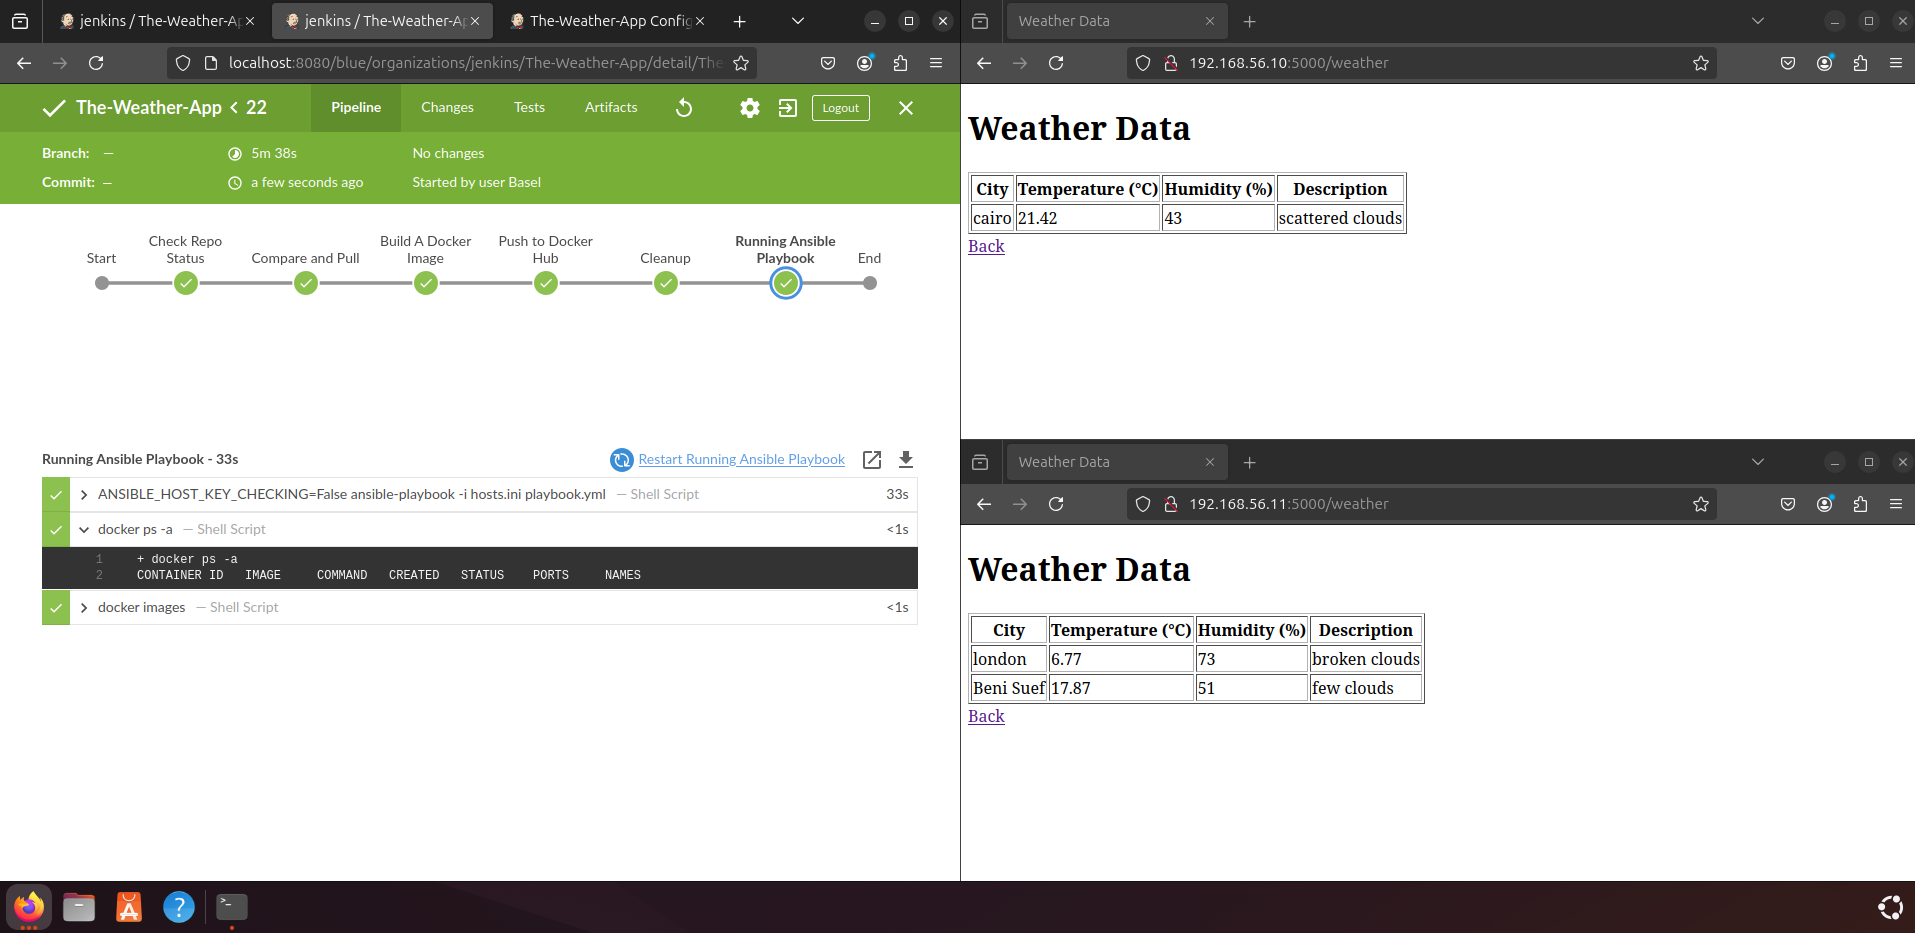 jenkins / The-Weather-Ap
jenkins / The-Weather-Ap
The-Weather-App Config
localhost:8080/blue/organizations/jenkins/The-Weather-App/detail/The-
The-Weather-App < 22
Pipeline
Changes
Tests
Artifacts
Logout
Branch: —
5m 38s
No changes
Commit: —
a few seconds ago
Started by user Basel
Start
Check Repo
Status
Compare and Pull
Build A Docker
Image
Push to Docker
Hub
Cleanup
Running Ansible
Playbook
End
Running Ansible Playbook - 33s
Restart Running Ansible Playbook
ANSIBLE_HOST_KEY_CHECKING=False ansible-playbook -i hosts.ini playbook.yml — Shell Script 33s
docker ps -a — Shell Script <1s
1 + docker ps -a
2 CONTAINER ID IMAGE COMMAND CREATED STATUS PORTS NAMES
docker images — Shell Script <1s
Weather Data
192.168.56.10:5000/weather
Weather Data
City Temperature (°C) Humidity (%) Description
cairo 21.42 43 scattered clouds
Back
Weather Data
192.168.56.11:5000/weather
Weather Data
City Temperature (°C) Humidity (%) Description
london 6.77 73 broken clouds
Beni Suef 17.87 51 few clouds
Back